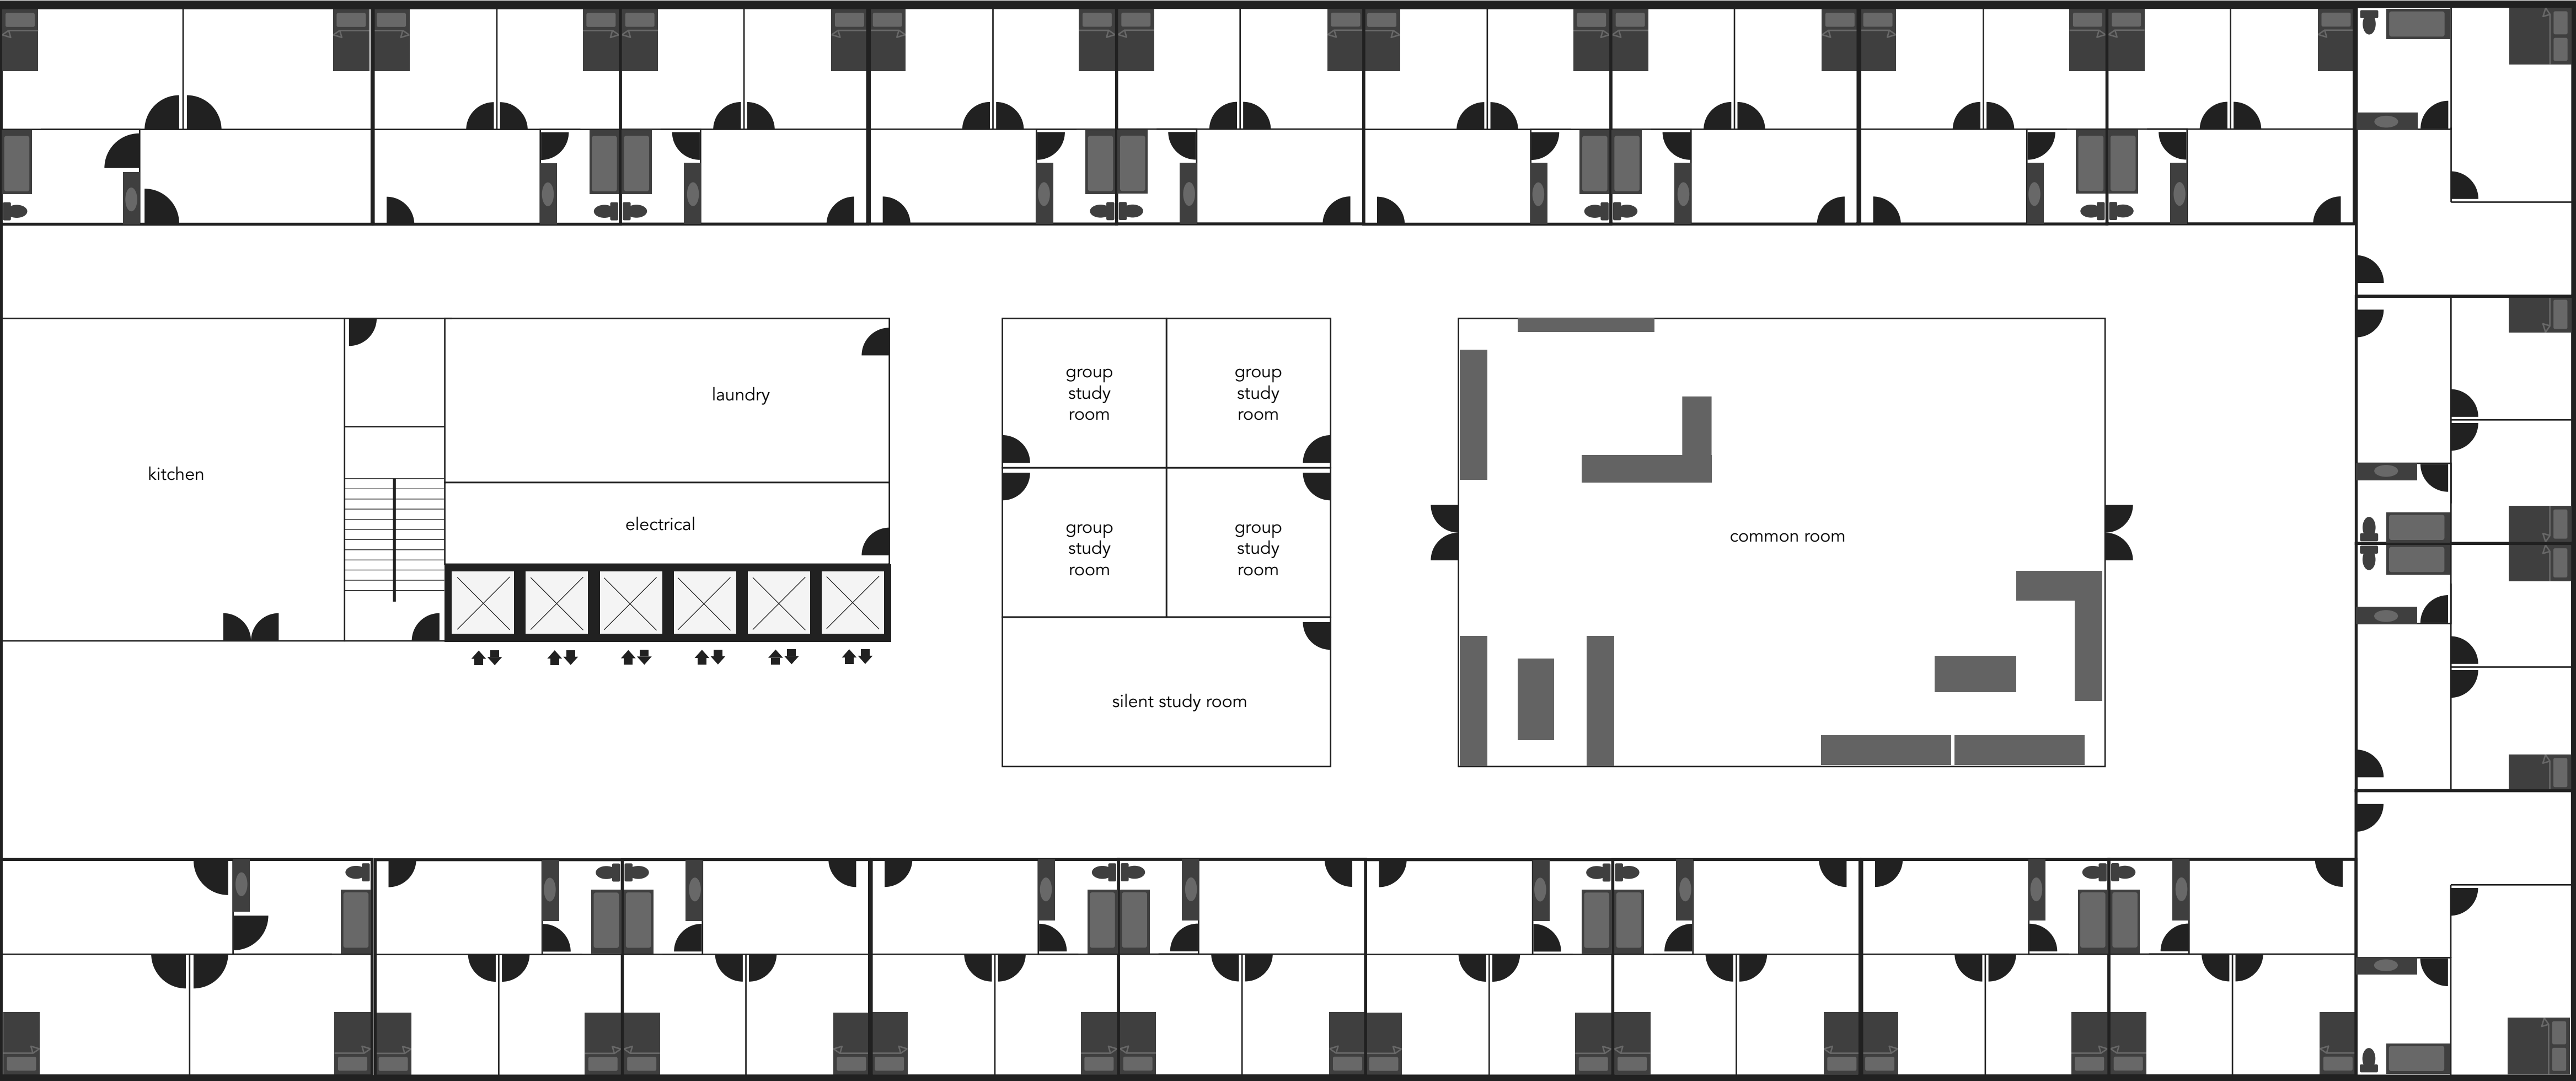 group
study
room
group
study
room
laundry
kitchen
electrical
group
study
room
group
study
room
common room
silent study room